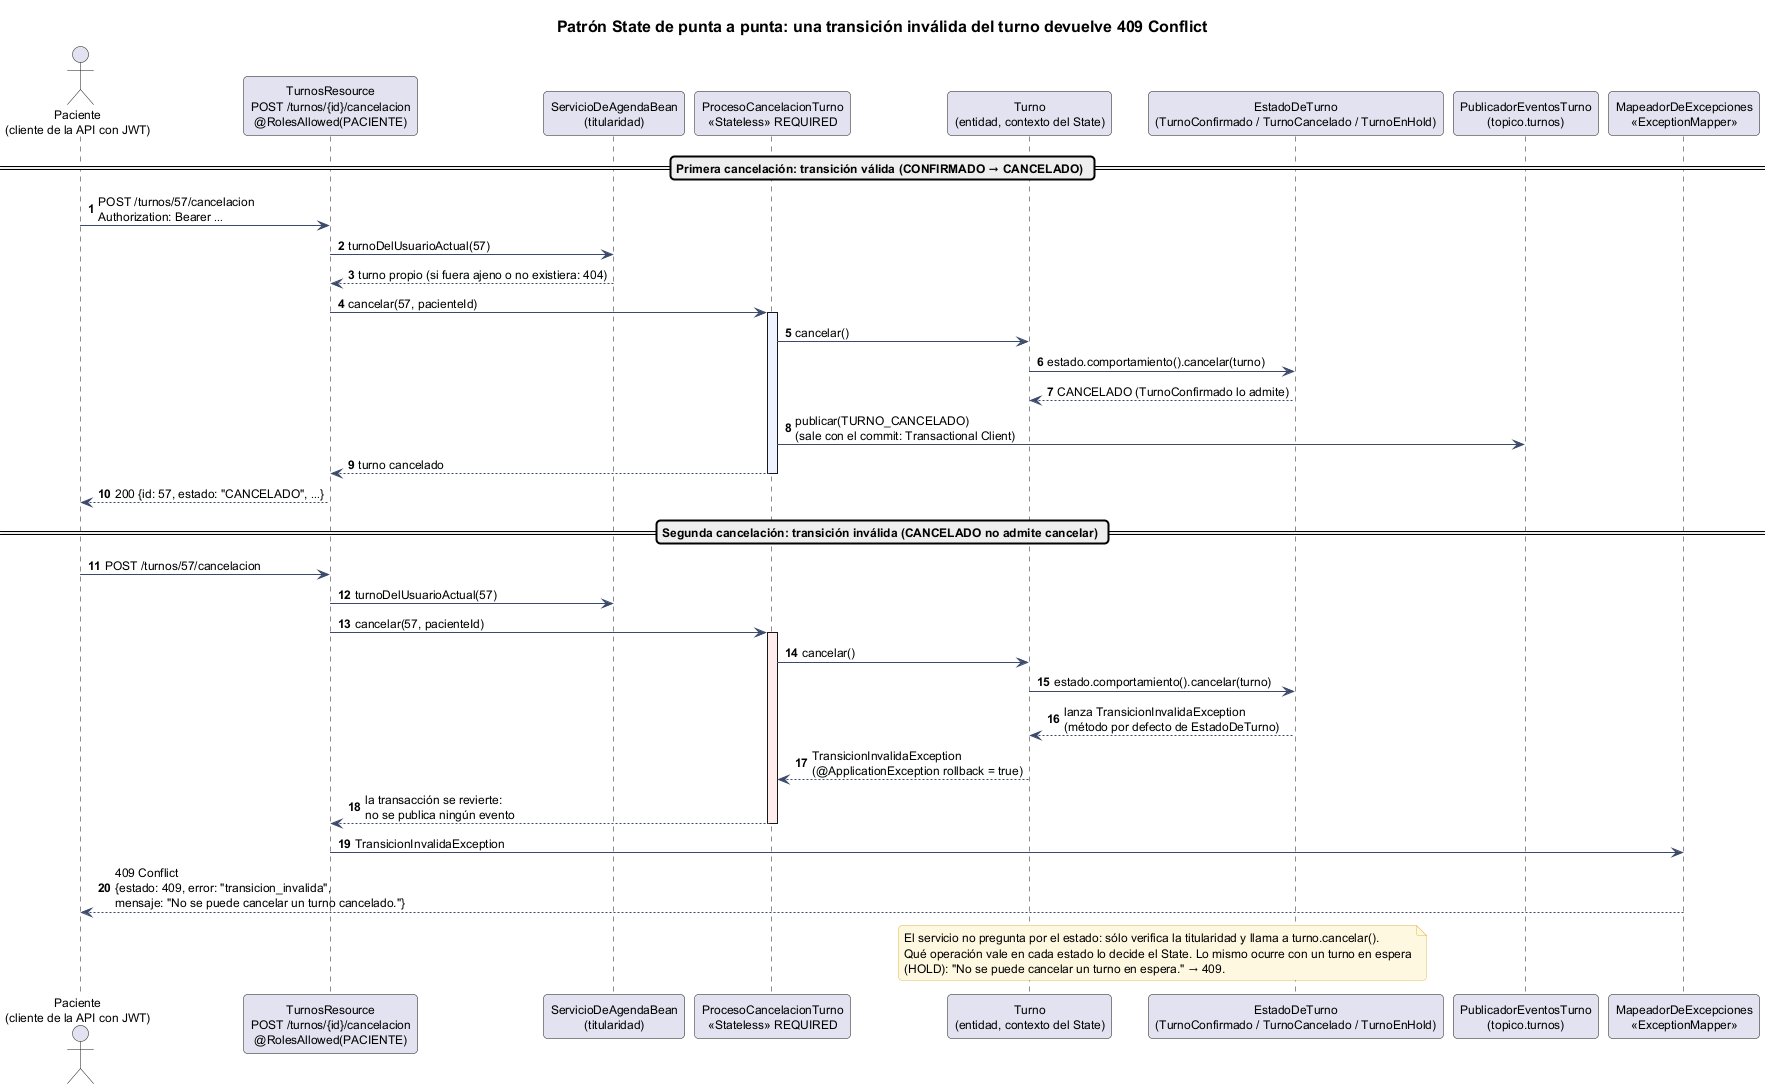 Patrón State de punta a punta: una transición inválida del turno devuelve 409 Conflict
Paciente
(cliente de la API con JWT)
TurnosResource
POST /turnos/{id}/cancelacion
@RolesAllowed(PACIENTE)
ServicioDeAgendaBean
(titularidad)
ProcesoCancelacionTurno
«Stateless» REQUIRED
Turno
(entidad, contexto del State)
EstadoDeTurno
(TurnoConfirmado / TurnoCancelado / TurnoEnHold)
PublicadorEventosTurno
(topico.turnos)
MapeadorDeExcepciones
«ExceptionMapper»
Primera cancelación: transición válida (CONFIRMADO → CANCELADO)
1 POST /turnos/57/cancelacion
Authorization: Bearer ...
2 turnoDelUsuarioActual(57)
3 turno propio (si fuera ajeno o no existiera: 404)
4 cancelar(57, pacienteId)
5 cancelar()
6 estado.comportamiento().cancelar(turno)
7 CANCELADO (TurnoConfirmado lo admite)
8 publicar(TURNO_CANCELADO)
(sale con el commit: Transactional Client)
9 turno cancelado
10 200 {id: 57, estado: "CANCELADO", ...}
Segunda cancelación: transición inválida (CANCELADO no admite cancelar)
11 POST /turnos/57/cancelacion
12 turnoDelUsuarioActual(57)
13 cancelar(57, pacienteId)
14 cancelar()
15 estado.comportamiento().cancelar(turno)
16 lanza TransicionInvalidaException
(método por defecto de EstadoDeTurno)
17 TransicionInvalidaException
(@ApplicationException rollback = true)
18 la transacción se revierte:
no se publica ningún evento
19 TransicionInvalidaException
20 409 Conflict
{estado: 409, error: "transicion_invalida",
mensaje: "No se puede cancelar un turno cancelado."}
El servicio no pregunta por el estado: sólo verifica la titularidad y llama a turno.cancelar().
Qué operación vale en cada estado lo decide el State. Lo mismo ocurre con un turno en espera
(HOLD): "No se puede cancelar un turno en espera." → 409.
Paciente
(cliente de la API con JWT)
TurnosResource
POST /turnos/{id}/cancelacion
@RolesAllowed(PACIENTE)
ServicioDeAgendaBean
(titularidad)
ProcesoCancelacionTurno
«Stateless» REQUIRED
Turno
(entidad, contexto del State)
EstadoDeTurno
(TurnoConfirmado / TurnoCancelado / TurnoEnHold)
PublicadorEventosTurno
(topico.turnos)
MapeadorDeExcepciones
«ExceptionMapper»